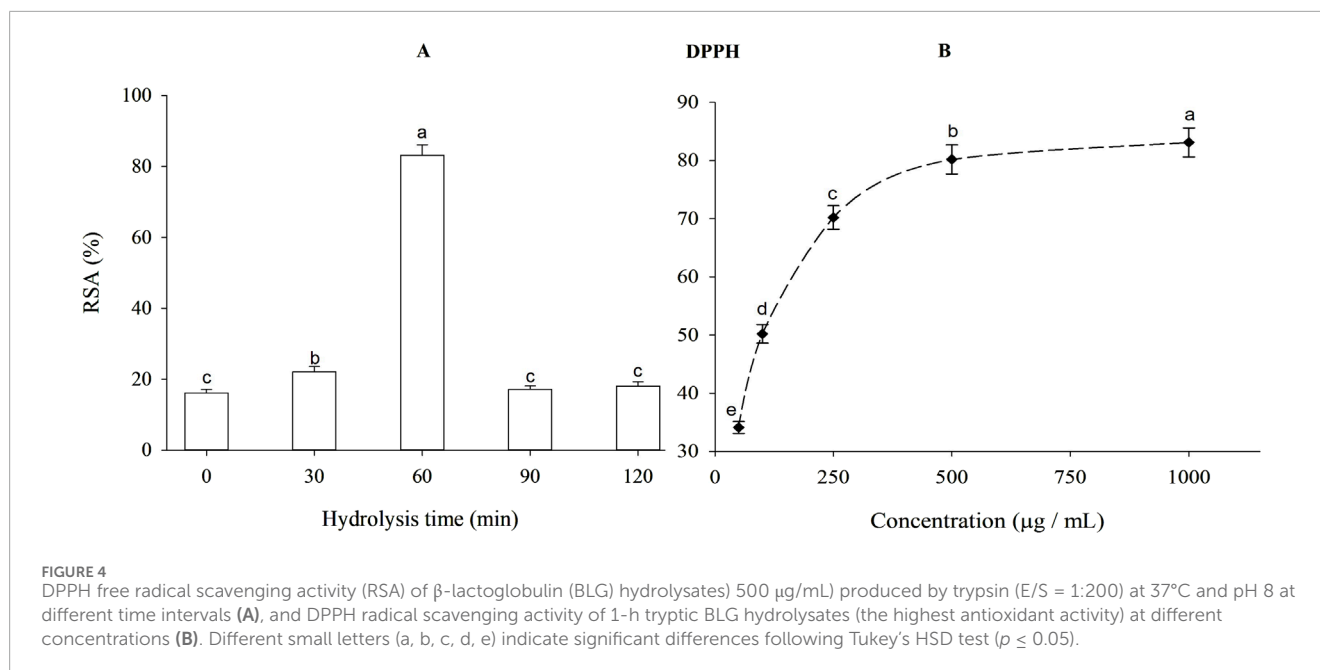 A
DPPH
B
RSA (%)
100
80
60
40
20
0
c
b
a
c
c
0 30 60 90 120
Hydrolysis time (min)
90
80
70
60
50
40
30
e
d
c
b
a
0 250 500 750 1000
Concentration (μg / mL)
FIGURE 4
DPPH free radical scavenging activity (RSA) of β-lactoglobulin (BLG) hydrolysates) 500 μg/mL) produced by trypsin (E/S = 1:200) at 37°C and pH 8 at
different time intervals (A), and DPPH radical scavenging activity of 1-h tryptic BLG hydrolysates (the highest antioxidant activity) at different
concentrations (B). Different small letters (a, b, c, d, e) indicate significant differences following Tukey’s HSD test (p ≤ 0.05).